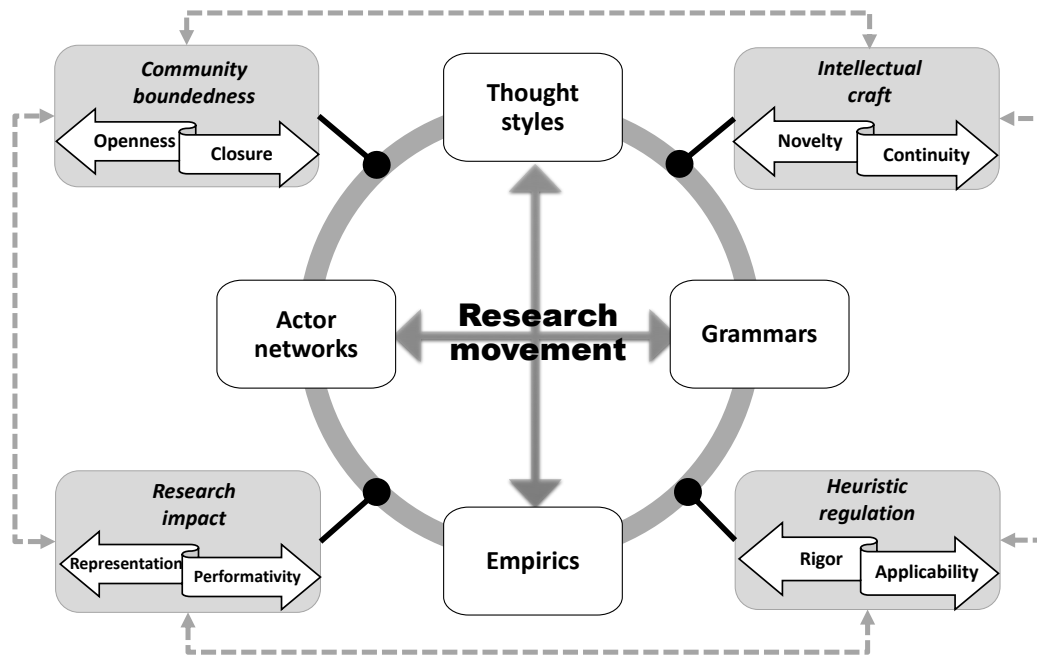 Community
boundedness
Openness
Closure
Thought
styles
Intellectual
craft
Novelty
Continuity
Actor
networks
Research
movement
Grammars
Research
impact
Representation
Performativity
Empirics
Heuristic
regulation
Rigor
Applicability